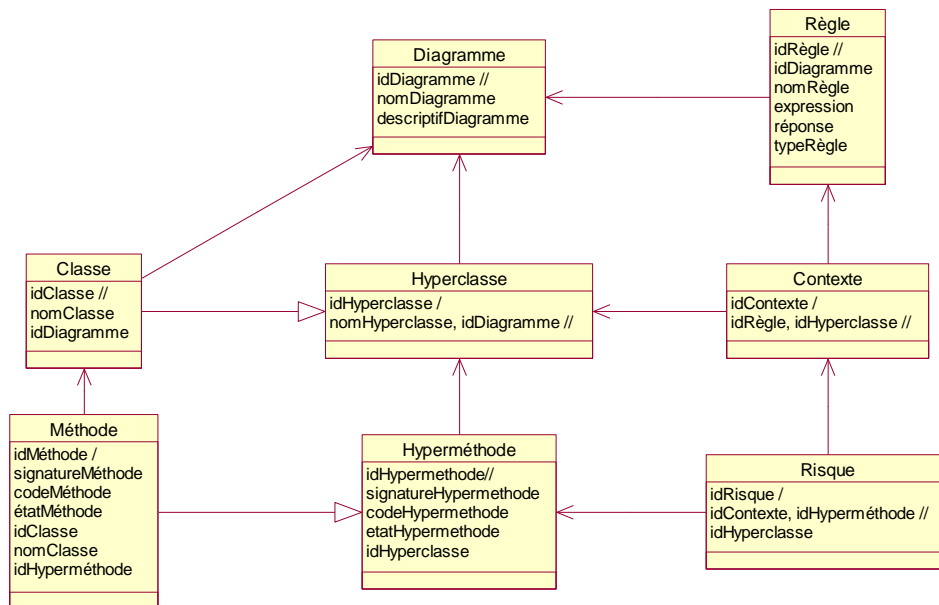 Règle
idRègle //
idDiagramme
nomRègle
expression
réponse
typeRègle
Diagramme
idDiagramme //
nomDiagramme
descriptifDiagramme
Classe
idClasse //
nomClasse
idDiagramme
Hyperclasse
idHyperclasse /
nomHyperclasse, idDiagramme //
Contexte
idContexte /
idRègle, idHyperclasse //
Méthode
idMéthode /
signatureMéthode
codeMéthode
étatMéthode
idClasse
nomClasse
idHyperméthode
Hyperméthode
idHypermethode//
signatureHypermethode
codeHypermethode
etatHypermethode
idHyperclasse
Risque
idRisque /
idContexte, idHyperméthode //
idHyperclasse